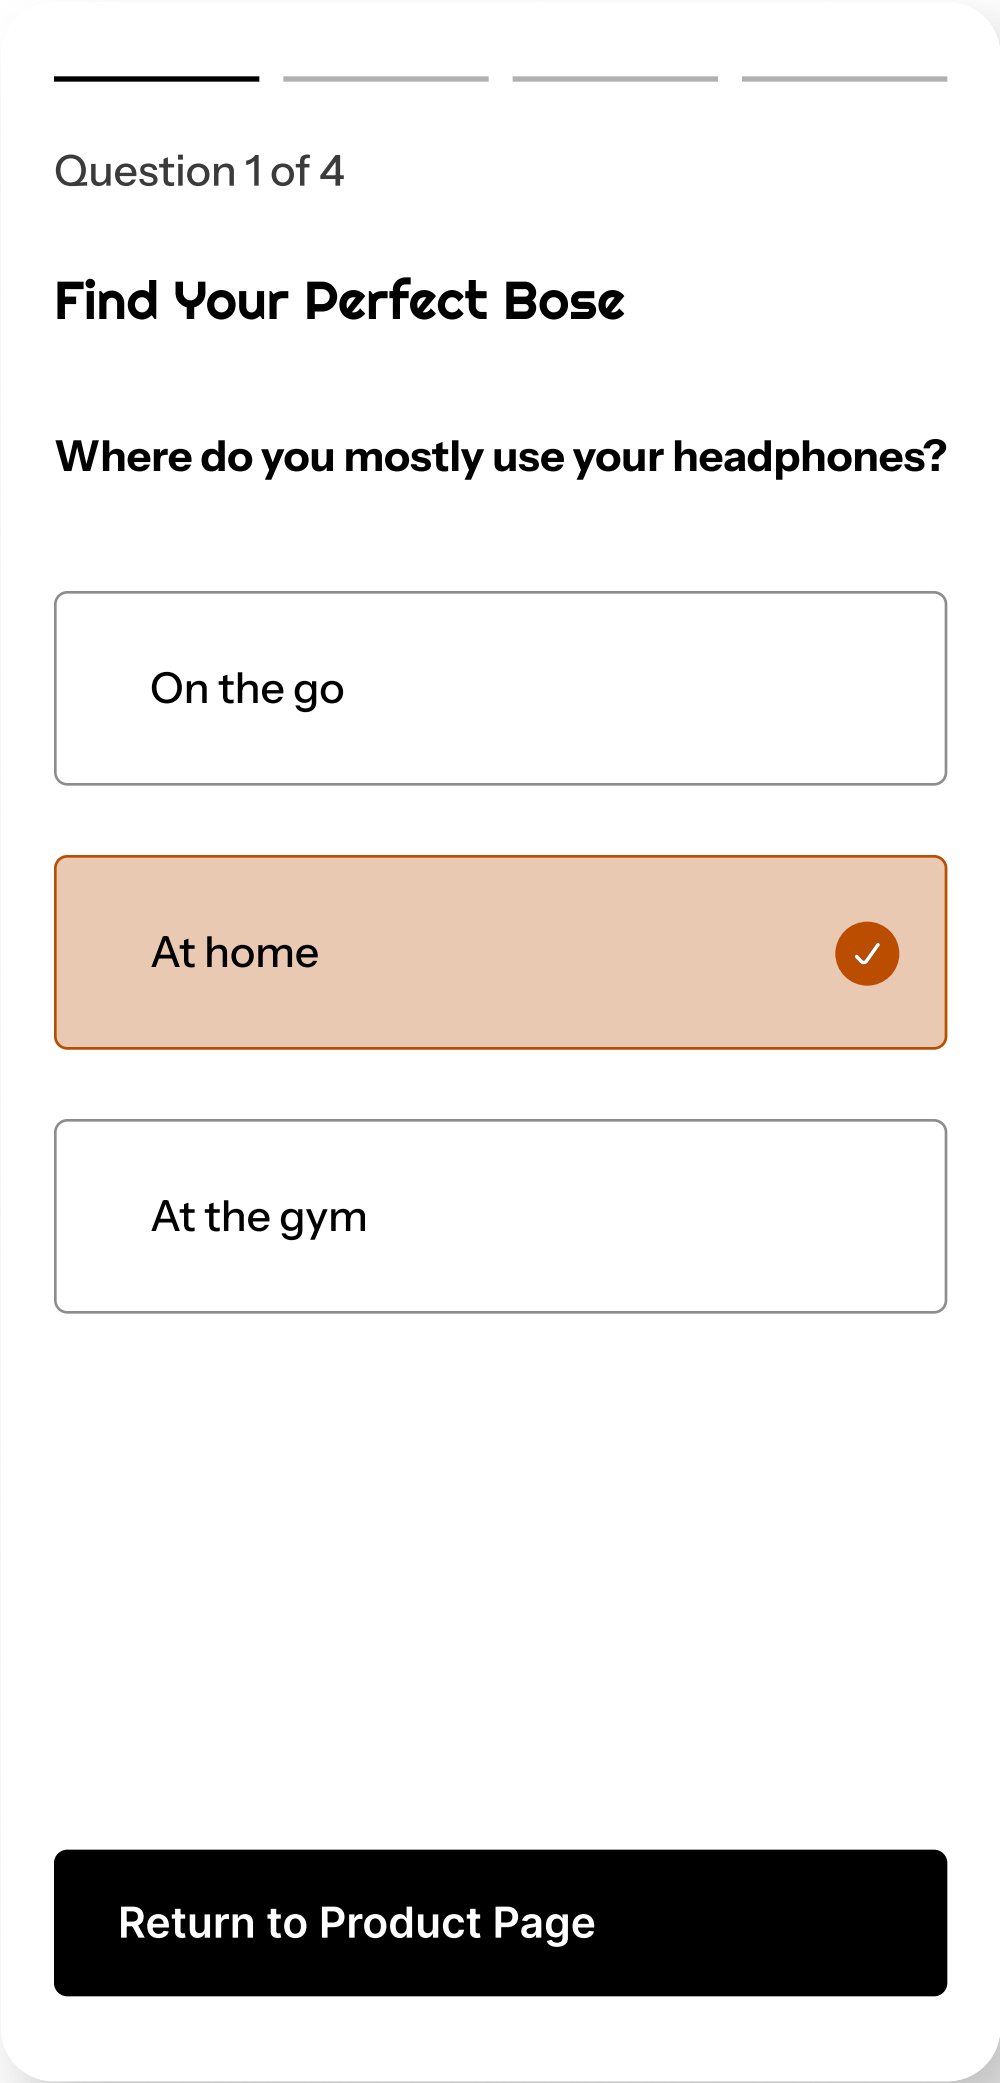 Question 1 of 4
Find Your Perfect Bose
Where do you mostly use your headphones?
On the go
At home
At the gym
Return to Product Page